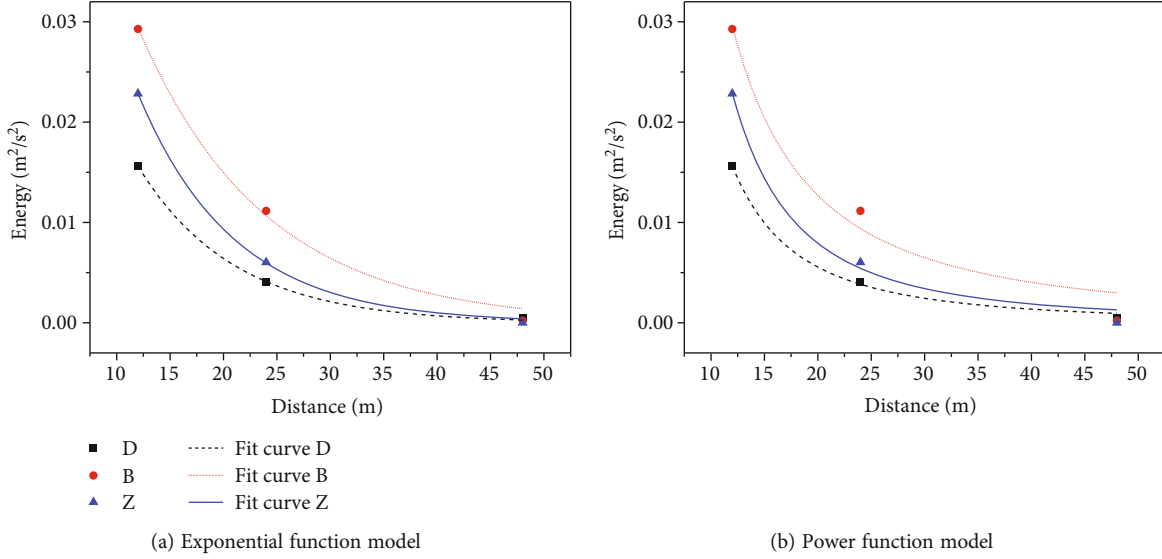 0.03
0.02
0.01
0.00
Energy (m²/s²)
10 15 20 25 30 35 40 45 50
Distance (m)
D Fit curve D
B Fit curve B
Z Fit curve Z
(a) Exponential function model
0.03
0.02
0.01
0.00
Energy (m²/s²)
10 15 20 25 30 35 40 45 50
Distance (m)
(b) Power function model